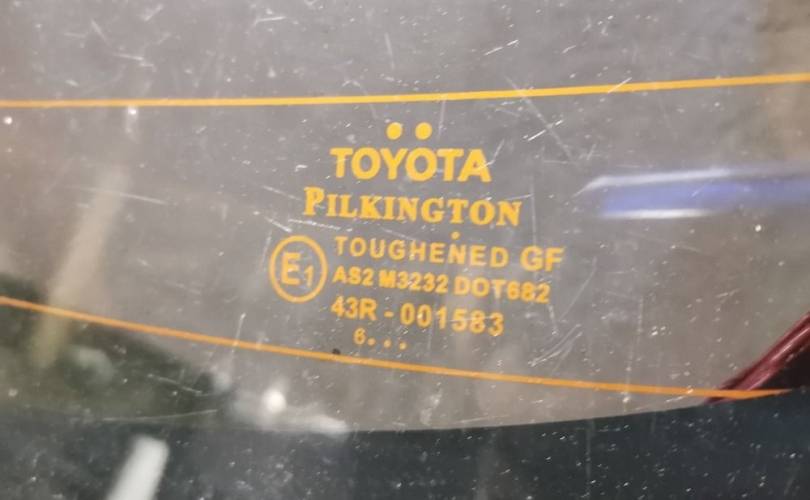 TOYOTA
PILKINGTON
E1
TOUGHENED GF
AS2 M3232 DOT682
43R - 001583
6...